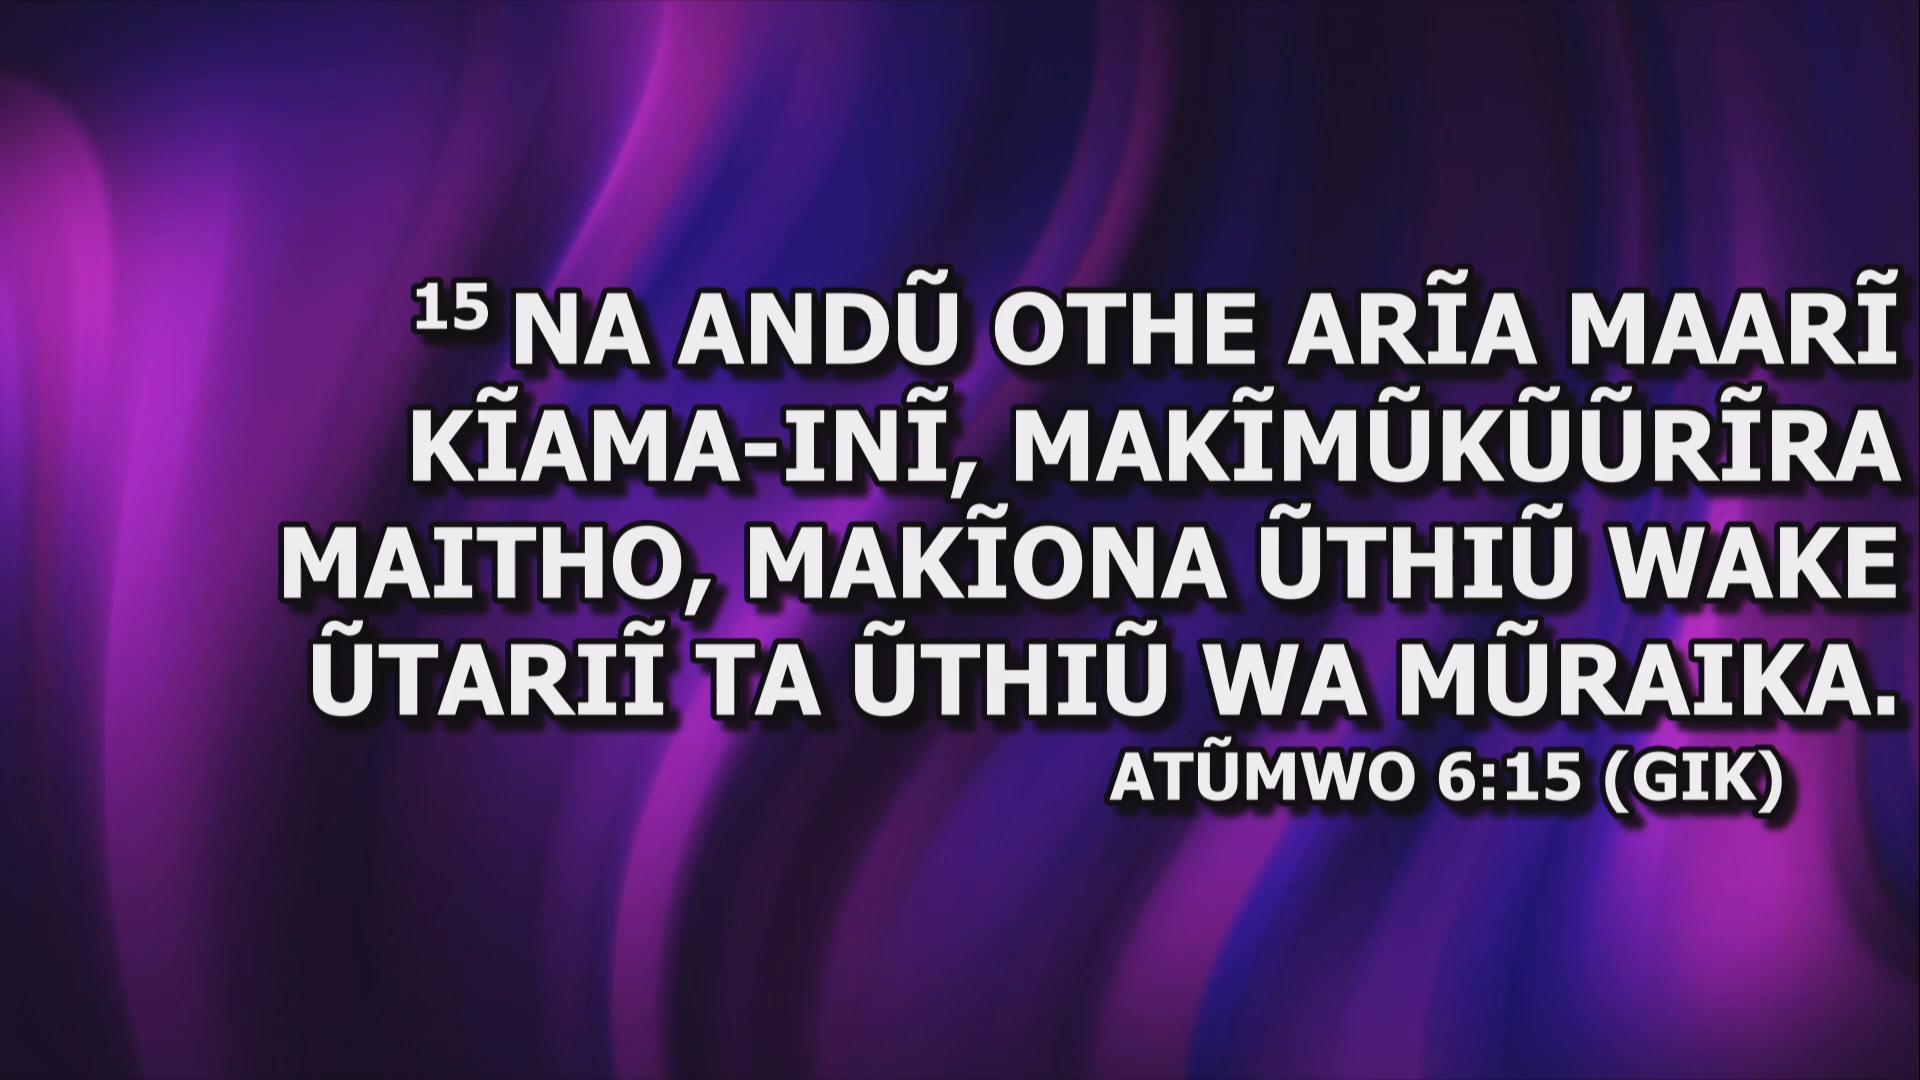 15 NA ANDŨ OTHE ARĨA MAARĨ
KĨAMA-INĨ, MAKĨMŨKŨŨRĨRA
MAITHO, MAKĨONA ŨTHIŨ WAKE
ŨTARIĨ TA ŨTHIŨ WA MŨRAIKA.
ATŨMWO 6:15 (GIK)